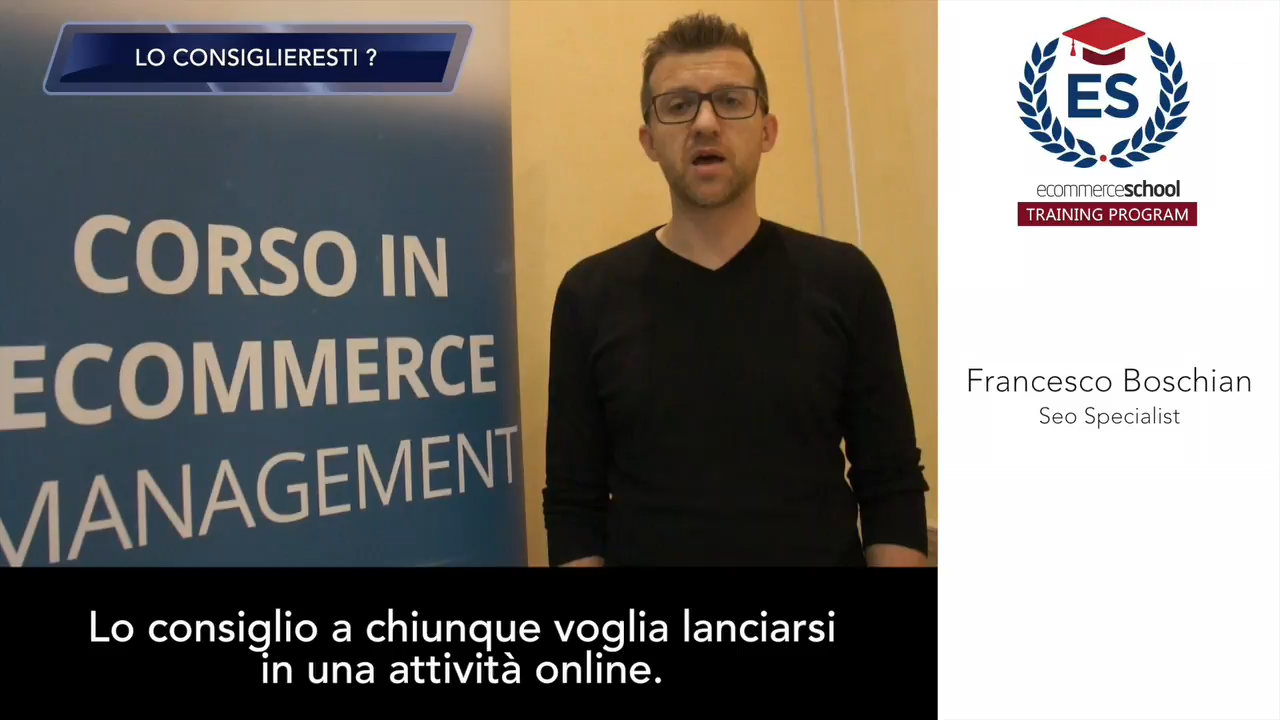 LO CONSIGLIERESTI ?
CORSO IN
ECOMMERCE
MANAGEMENT
ES
ecommerceschool
TRAINING PROGRAM
Francesco Boschian
Seo Specialist
Lo consiglio a chiunque voglia lanciarsi
in una attività online.